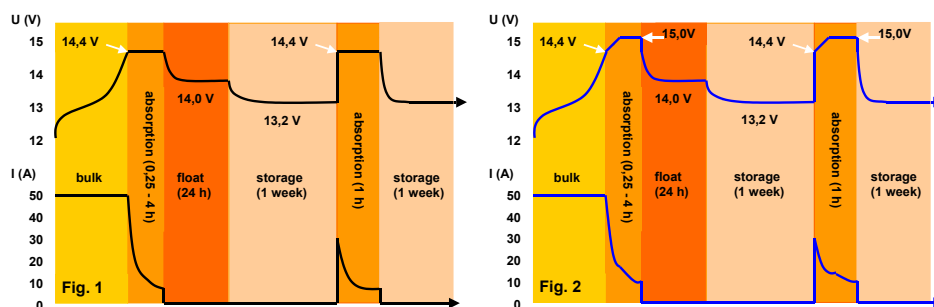 U (V)
15
14
13
12
14,4 V
14,4 V
14,0 V
13,2 V
absorption (0,25 - 4 h)
absorption (1 h)
I (A)
50
40
30
20
10
0
bulk
float
(24 h)
storage
(1 week)
storage
(1 week)
Fig. 1
U (V)
15
14
13
12
14,4 V
15,0V
14,4 V
15,0V
14,0 V
13,2 V
absorption (0,25 - 4 h)
absorption (1 h)
I (A)
50
40
30
20
10
0
bulk
float
(24 h)
storage
(1 week)
storage
(1 week)
Fig. 2